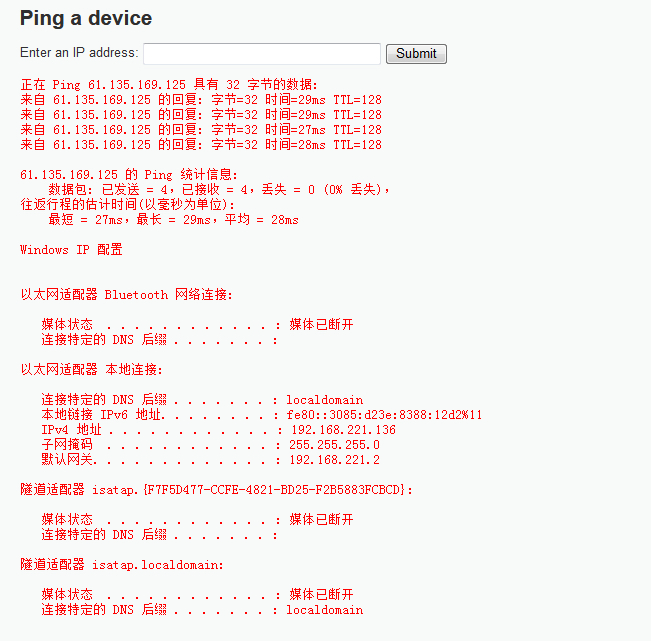 Ping a device
Enter an IP address: Submit
正在 Ping 61.135.169.125 具有 32 字节的数据:
来自 61.135.169.125 的回复: 字节=32 时间=29ms TTL=128
来自 61.135.169.125 的回复: 字节=32 时间=29ms TTL=128
来自 61.135.169.125 的回复: 字节=32 时间=27ms TTL=128
来自 61.135.169.125 的回复: 字节=32 时间=28ms TTL=128
61.135.169.125 的 Ping 统计信息:
数据包: 已发送 = 4，已接收 = 4，丢失 = 0 (0% 丢失)，
往返行程的估计时间(以毫秒为单位):
最短 = 27ms，最长 = 29ms，平均 = 28ms
Windows IP 配置
以太网适配器 Bluetooth 网络连接:
媒体状态 . . . . . . . . . . . . : 媒体已断开
连接特定的 DNS 后缀 . . . . . . . :
以太网适配器 本地连接:
连接特定的 DNS 后缀 . . . . . . . : localdomain
本地链接 IPv6 地址. . . . . . . . : fe80::3085:d23e:8388:12d2%11
IPv4 地址 . . . . . . . . . . . . : 192.168.221.136
子网掩码 . . . . . . . . . . . . : 255.255.255.0
默认网关. . . . . . . . . . . . . : 192.168.221.2
隧道适配器 isatap.{F7F5D477-CCFE-4821-BD25-F2B5883FCBCD}:
媒体状态 . . . . . . . . . . . . : 媒体已断开
连接特定的 DNS 后缀 . . . . . . . :
隧道适配器 isatap.localdomain:
媒体状态 . . . . . . . . . . . . : 媒体已断开
连接特定的 DNS 后缀 . . . . . . . : localdomain